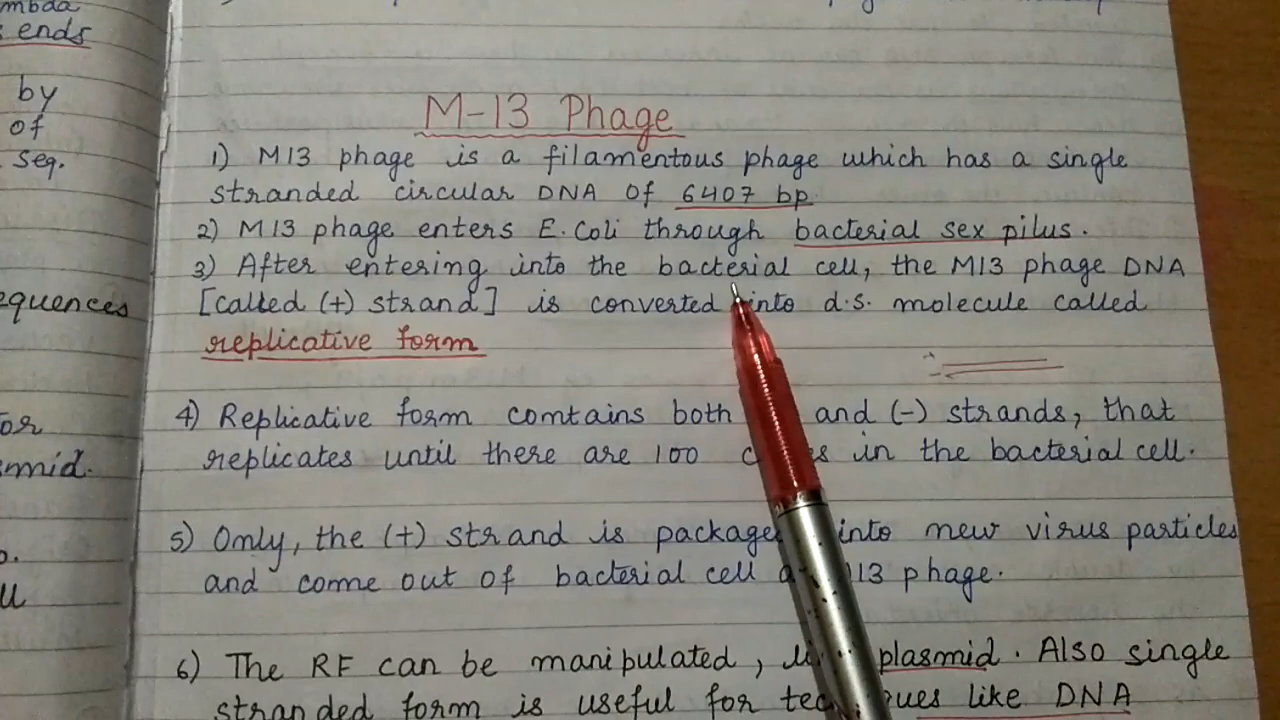 mbda
ends
by
of
seq.
equences
or
mid.
M-13 Phage
1) M13 phage is a filamentous phage which has a single
stranded circular DNA of 6407 bp.
2) M13 phage enters E.Coli through bacterial sex pilus.
3) After entering into the bacterial cell, the M13 phage DNA
[called (+) strand] is converted into d.s. molecule called
replicative form
4) Replicative form contains both and (-) strands, that
replicates until there are 100 in the bacterial cell.
5) Only, the (+) strand is package into new virus particles
and come out of bacterial cell 13 phage.
6) The RF can be manipulated, plasmid. Also single
stranded form is useful for like DNA